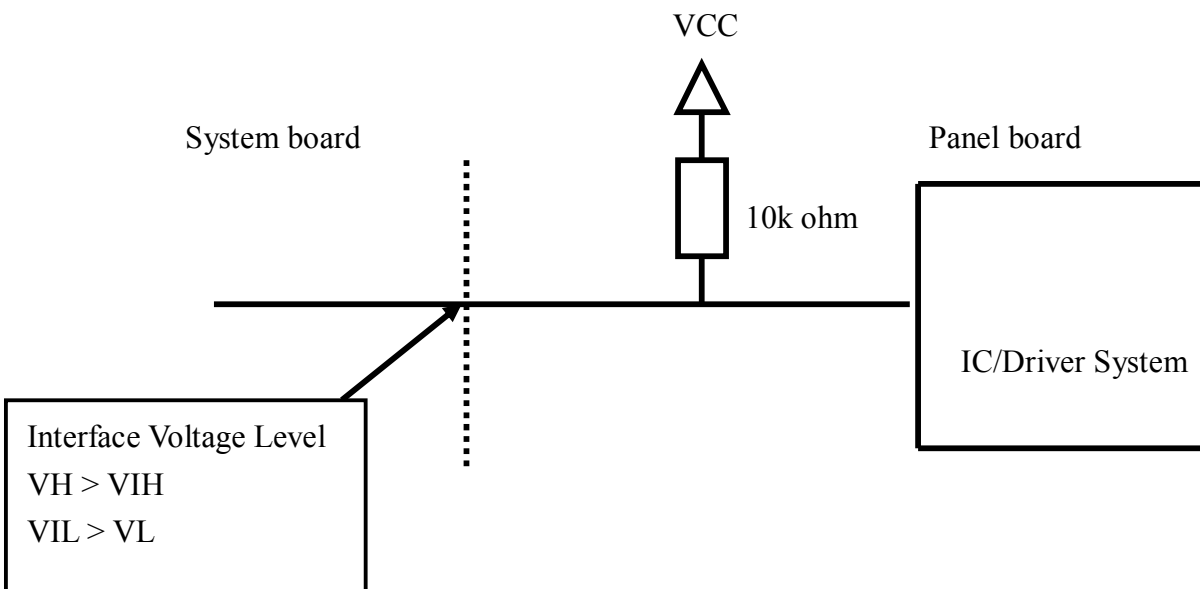 VCC
System board
Panel board
10k ohm
IC/Driver System
Interface Voltage Level
VH > VIH
VIL > VL